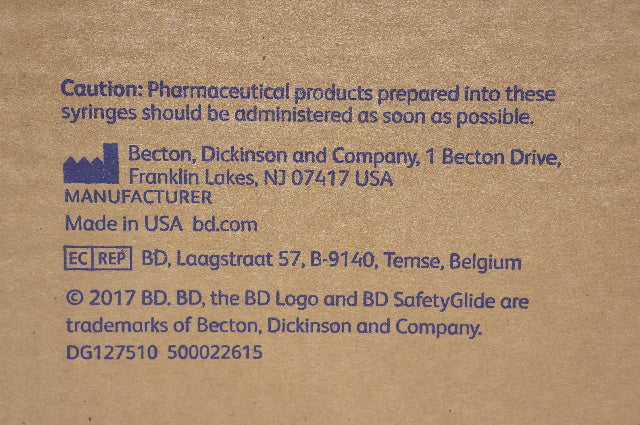 Caution: Pharmaceutical products prepared into these
syringes should be administered as soon as possible.
Becton, Dickinson and Company, 1 Becton Drive,
Franklin Lakes, NJ 07417 USA
MANUFACTURER
Made in USA bd.com
EC REP BD, Laagstraat 57, B-9140, Temse, Belgium
© 2017 BD. BD, the BD Logo and BD SafetyGlide are
trademarks of Becton, Dickinson and Company.
DG127510 500022615